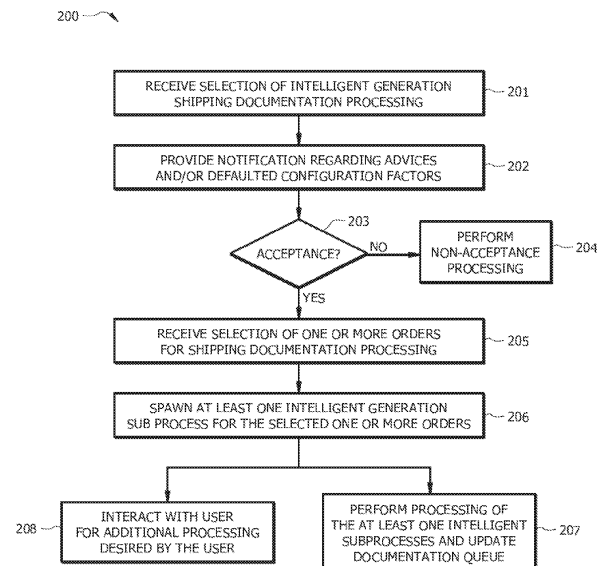 200
RECEIVE SELECTION OF INTELLIGENT GENERATION
SHIPPING DOCUMENTATION PROCESSING
201
PROVIDE NOTIFICATION REGARDING ADVICES
AND/OR DEFAULTED CONFIGURATION FACTORS
202
203
ACCEPTANCE?
NO
PERFORM
NON-ACCEPTANCE
PROCESSING
204
YES
RECEIVE SELECTION OF ONE OR MORE ORDERS
FOR SHIPPING DOCUMENTATION PROCESSING
205
SPAWN AT LEAST ONE INTELLIGENT GENERATION
SUB PROCESS FOR THE SELECTED ONE OR MORE ORDERS
206
208
INTERACT WITH USER
FOR ADDITIONAL PROCESSING
DESIRED BY THE USER
PERFORM PROCESSING OF
THE AT LEAST ONE INTELLIGENT
SUBPROCESSES AND UPDATE
DOCUMENTATION QUEUE
207